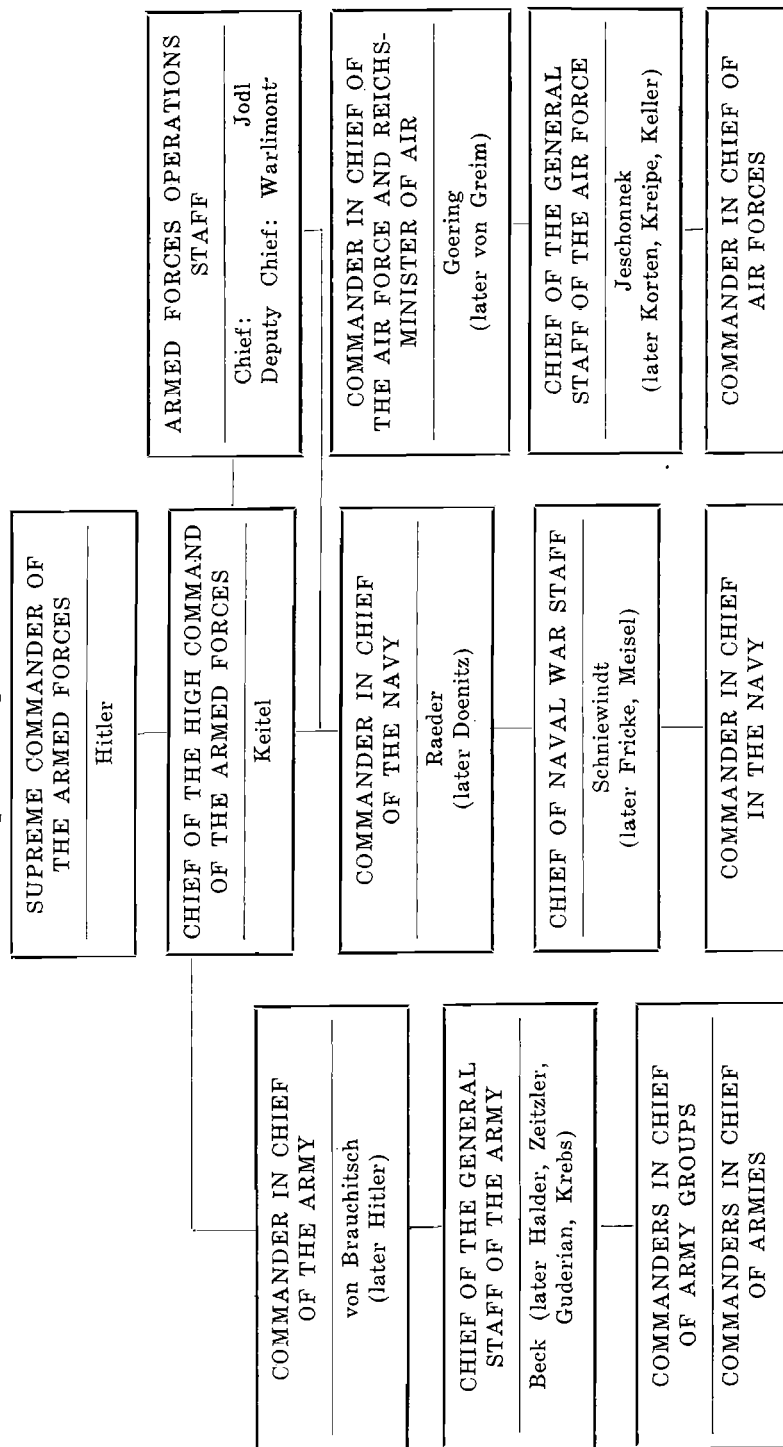 SUPREME COMMANDER OF
THE ARMED FORCES
Hitler
CHIEF OF THE HIGH COMMAND
OF THE ARMED FORCES
Keitel
ARMED FORCES OPERATIONS
STAFF
Chief: Jodl
Deputy Chief: Warlimont
COMMANDER IN CHIEF
OF THE ARMY
von Brauchitsch
(later Hitler)
CHIEF OF THE GENERAL
STAFF OF THE ARMY
Beck (later Halder, Zeitzler,
Guderian, Krebs)
COMMANDERS IN CHIEF
OF ARMY GROUPS
COMMANDERS IN CHIEF
OF ARMIES
COMMANDER IN CHIEF
OF THE NAVY
Raeder
(later Doenitz)
CHIEF OF NAVAL WAR STAFF
Schniewindt
(later Fricke, Meisel)
COMMANDER IN CHIEF
IN THE NAVY
COMMANDER IN CHIEF OF
THE AIR FORCE AND REICHS-
MINISTER OF AIR
Goering
(later von Greim)
CHIEF OF THE GENERAL
STAFF OF THE AIR FORCE
Jeschonnek
(later Korten, Kreipe, Keller)
COMMANDER IN CHIEF OF
AIR FORCES